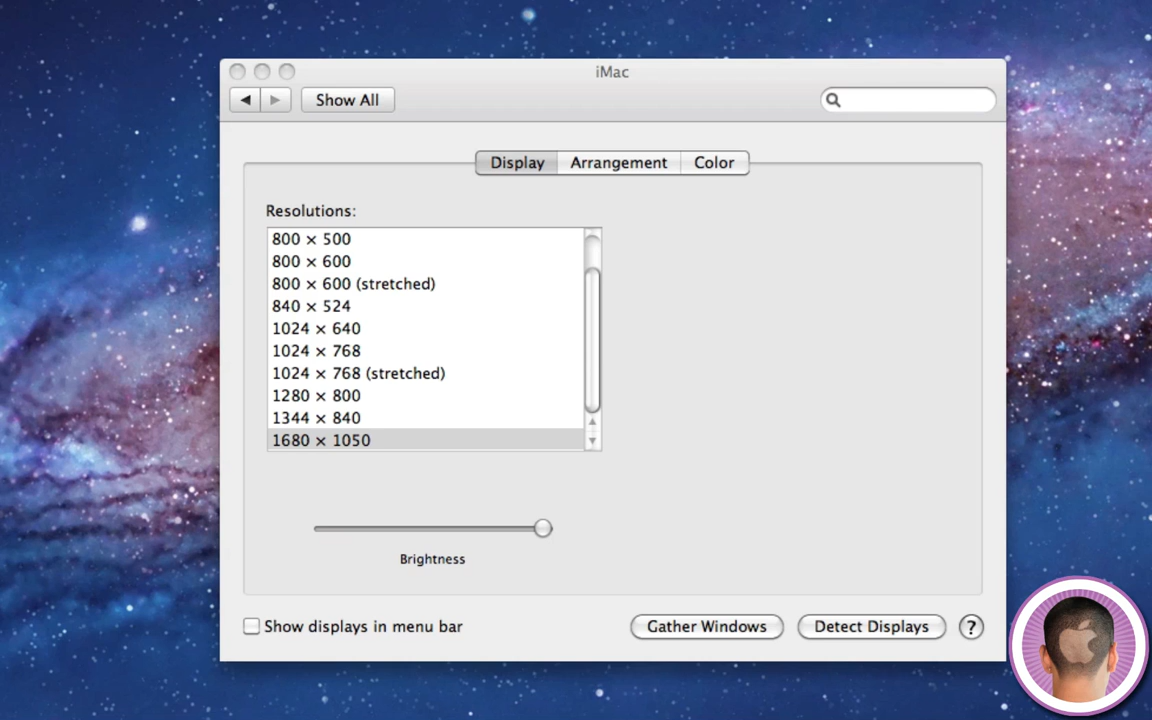 iMac
Show All
Display Arrangement Color
Resolutions:
800 × 500
800 × 600
800 × 600 (stretched)
840 × 524
1024 × 640
1024 × 768
1024 × 768 (stretched)
1280 × 800
1344 × 840
1680 × 1050
Brightness
Show displays in menu bar Gather Windows Detect Displays ?